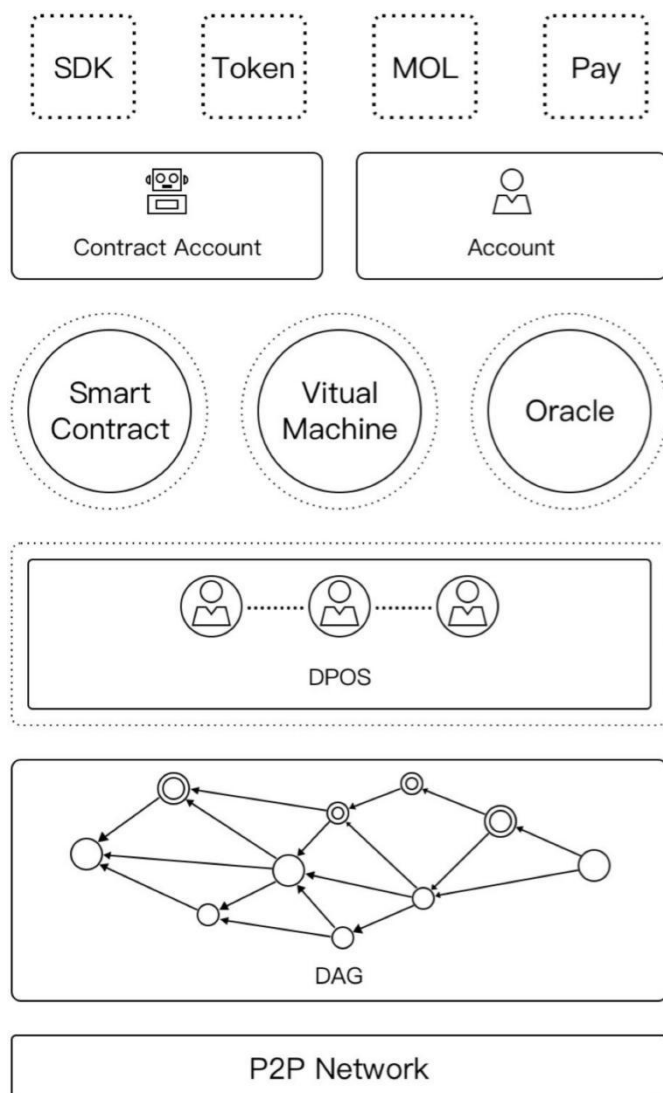 SDK
Token
MOL
Pay
Contract Account
Account
Smart
Contract
Vitual
Machine
Oracle
DPOS
DAG
P2P Network